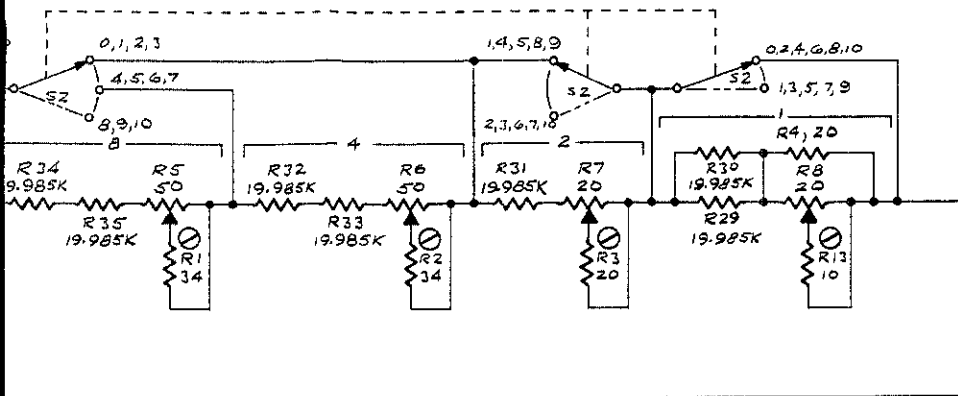 0,1,2,3
4,5,6,7
8,9,10
S2
1,4,5,8,9
S2
2,3,6,7,10
0,2,4,6,8,10
S2
1,3,5,7,9
8
4
2
1
R34
9.985K
R35
19.985K
R5
50
R1
34
R32
19.985K
R33
19.985K
R6
50
R2
34
R31
19.985K
R7
20
R3
20
R30
19.985K
R4, 20
R29
19.985K
R8
20
R13
10